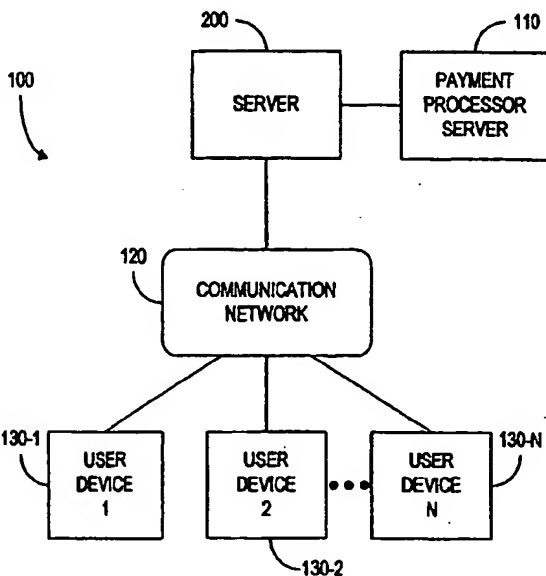 200
110
100
SERVER
PAYMENT
PROCESSOR
SERVER
120
COMMUNICATION
NETWORK
130-1
USER
DEVICE
1
USER
DEVICE
2
130-N
USER
DEVICE
N
130-2